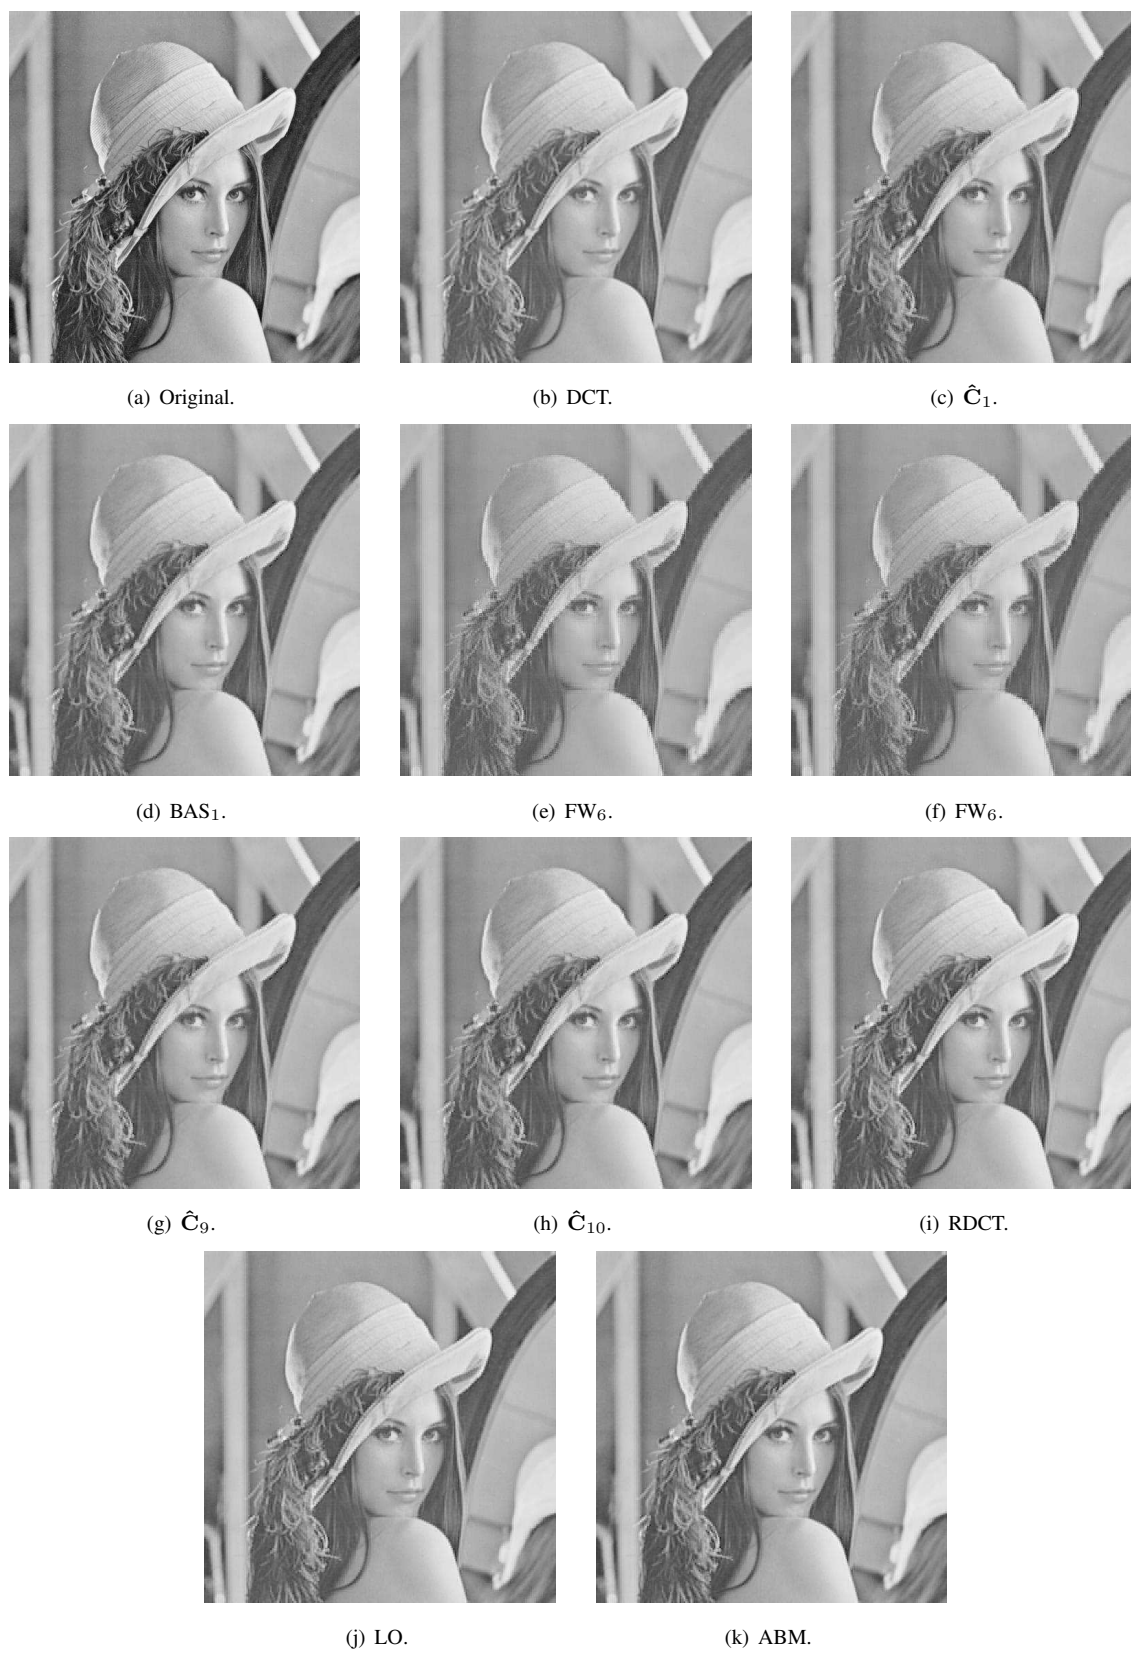 (a) Original.
(b) DCT.
(c) Ĉ₁.
(d) BAS₁.
(e) FW₆.
(f) FW₆.
(g) Ĉ₉.
(h) Ĉ₁₀.
(i) RDCT.
(j) LO.
(k) ABM.